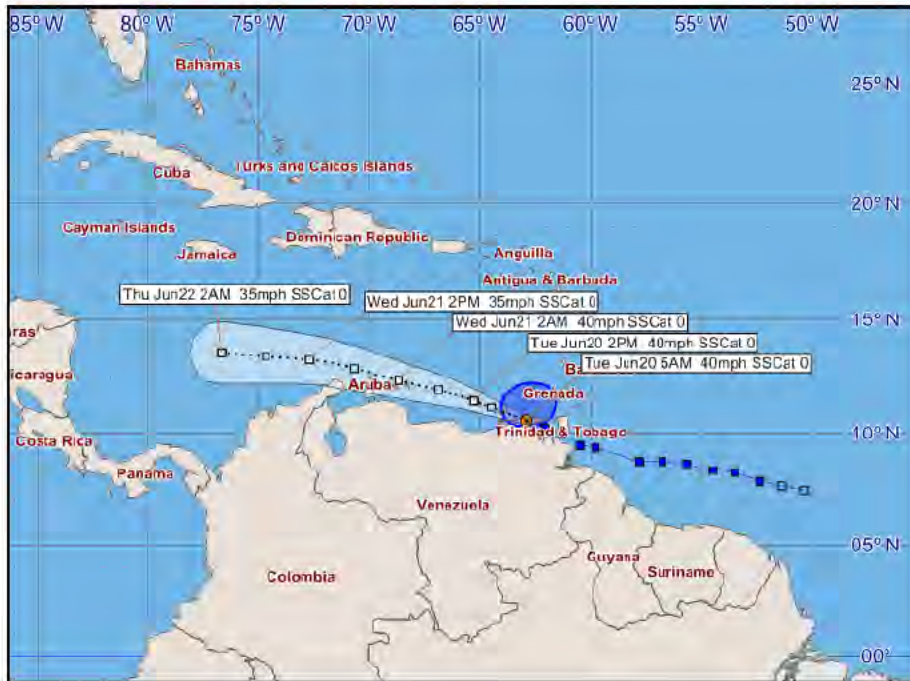 85°W 80°W 75°W 70°W 65°W 60°W 55°W 50°W
Bahamas
25°N
Turks and Caicos Islands
Cuba
20°N
Cayman Islands
Dominican Republic
Jamaica
Anguilla
Antigua & Barbuda
Thu Jun22 2AM 35mph SSCat 0
Wed Jun21 2PM 35mph SSCat 0
Wed Jun21 2AM 40mph SSCat 0
15°N
Tue Jun20 2PM 40mph SSCat 0
Tue Jun20 5AM 40mph SSCat 0
ras
Ba
icaragua
Aruba
Grenada
Costa Rica
Trinidad & Tobago
10°N
Panama
Venezuela
Guyana
Suriname
05°N
Colombia
00°